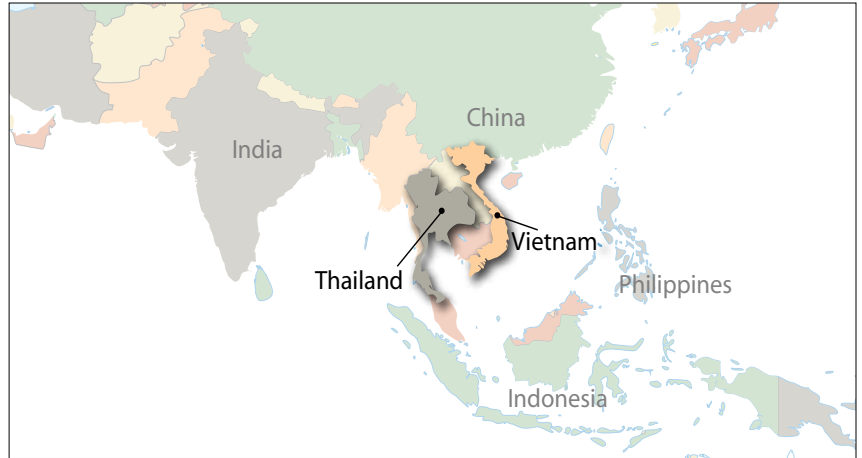 China
India
Vietnam
Thailand
Philippines
Indonesia